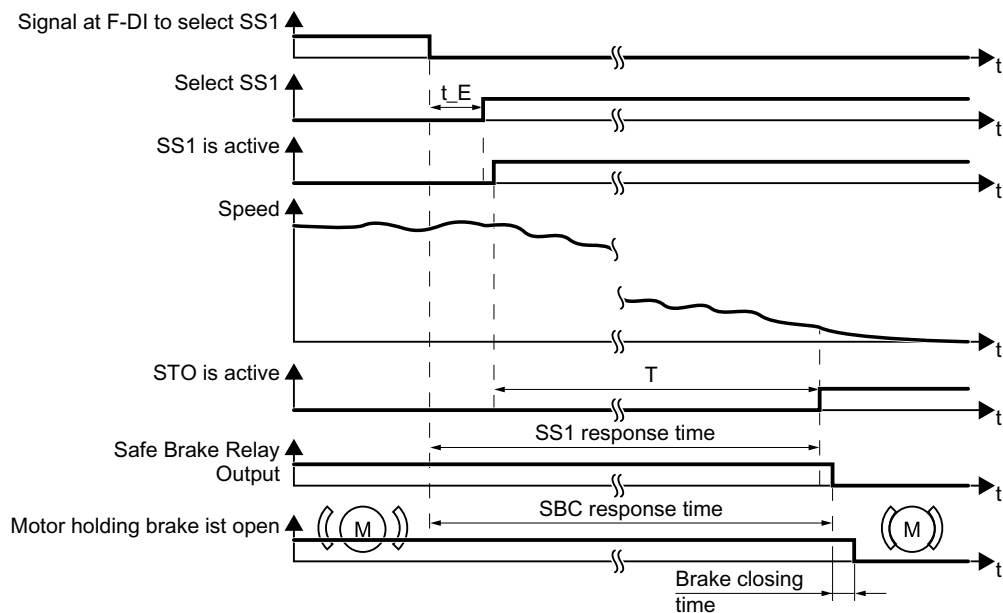 Signal at F-DI to select SS1
t
Select SS1
t_E
t
SS1 is active
t
Speed
t
STO is active
T
t
SS1 response time
Safe Brake Relay
Output
t
SBC response time
Motor holding brake ist open
M
M
t
Brake closing
time